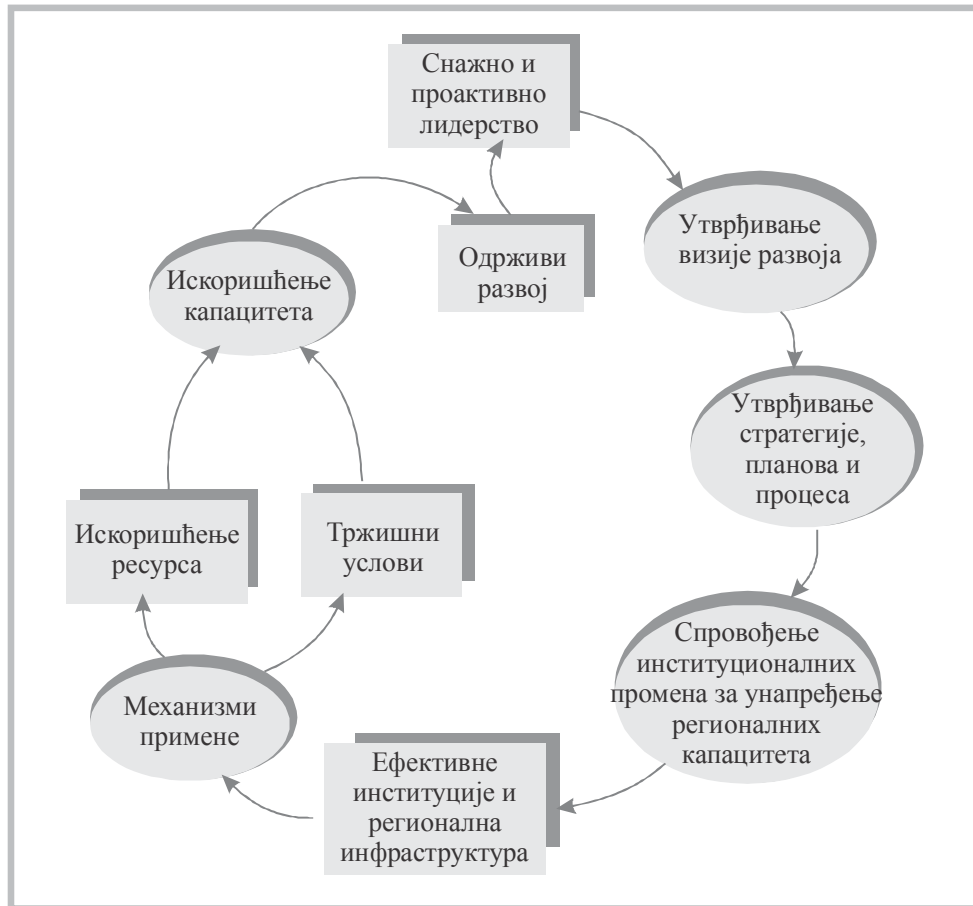 Снажно и
проактивно
лидерство
Утврђивање
визије развоја
Утврђивање
стратегије,
планова и
процеса
Спровођење
институционалних
промена за унапређење
регионалних
капацитета
Ефективне
институције и
регионална
инфраструктура
Механизми
примене
Искоришћење
ресурса
Тржишни
услови
Искоришћење
капацитета
Одрживи
развој